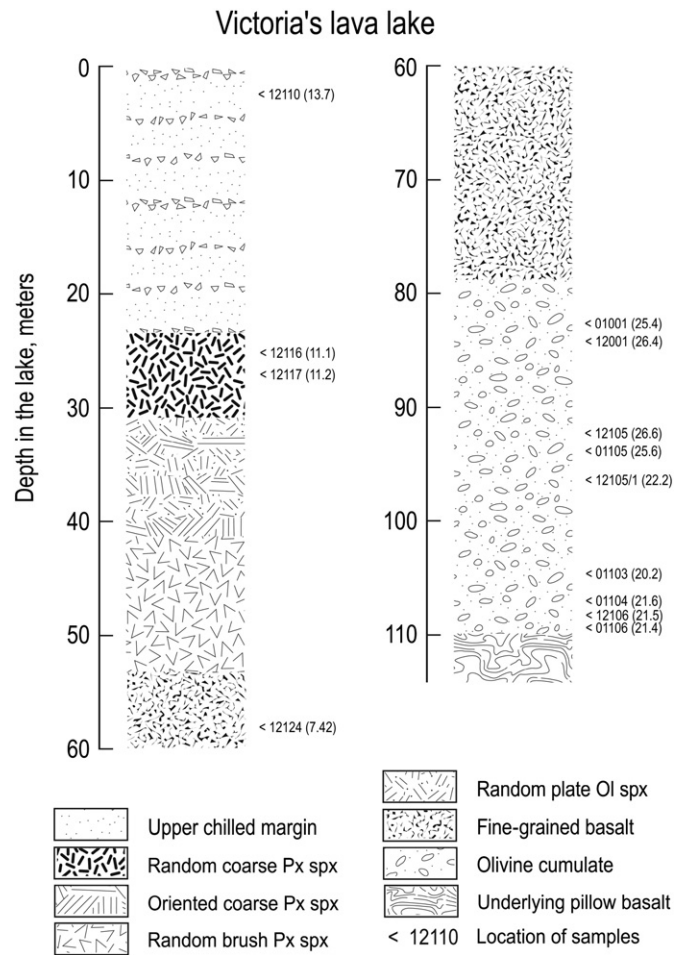 Victoria's lava lake
Depth in the lake, meters
0
10
20
30
40
50
60
< 12110 (13.7)
< 12116 (11.1)
< 12117 (11.2)
< 12124 (7.42)
60
70
80
90
100
110
< 01001 (25.4)
< 12001 (26.4)
< 12105 (26.6)
< 01105 (25.6)
< 12105/1 (22.2)
< 01103 (20.2)
< 01104 (21.6)
< 12106 (21.5)
< 01106 (21.4)
Upper chilled margin
Random coarse Px spx
Oriented coarse Px spx
Random brush Px spx
Random plate Ol spx
Fine-grained basalt
Olivine cumulate
Underlying pillow basalt
< 12110 Location of samples